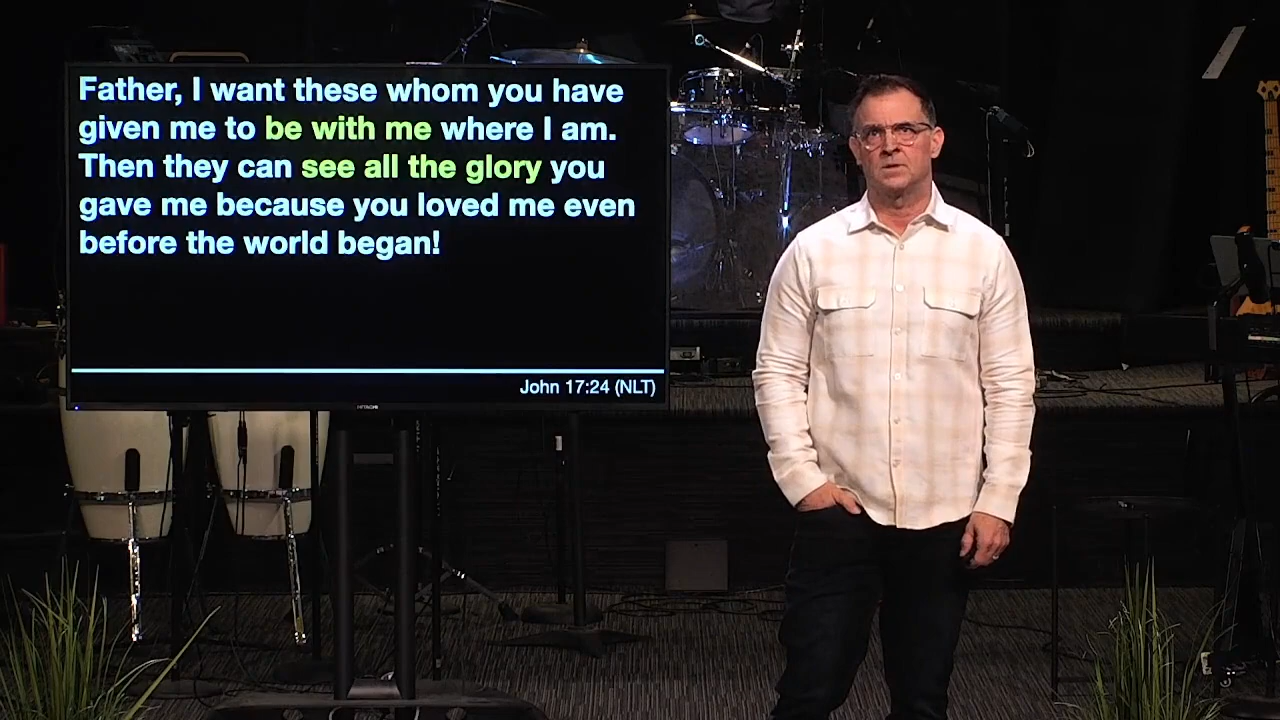 Father, I want these whom you have
given me to be with me where I am.
Then they can see all the glory you
gave me because you loved me even
before the world began!
John 17:24 (NLT)
HITACHI